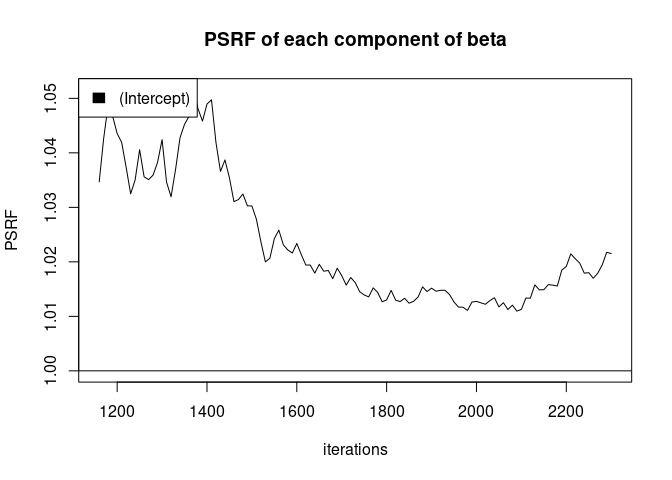 PSRF of each component of beta
(Intercept)
PSRF
1.05
1.04
1.03
1.02
1.01
1.00
1200 1400 1600 1800 2000 2200
iterations